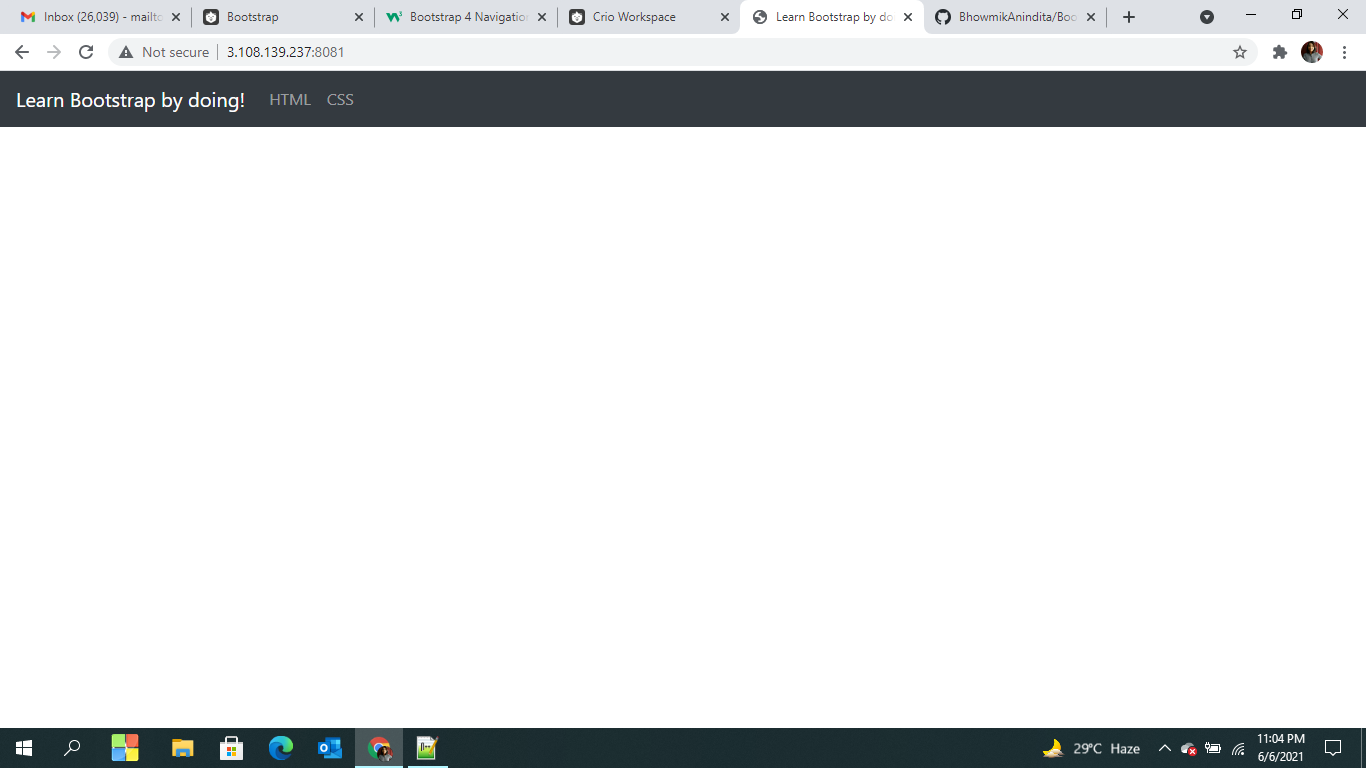 Inbox (26,039) - mailto
Bootstrap
Bootstrap 4 Navigation
Crio Workspace
Learn Bootstrap by do
BhowmikAnindita/Boo
Not secure
3.108.139.237:8081
Learn Bootstrap by doing!
HTML
CSS
29°C Haze
11:04 PM
6/6/2021